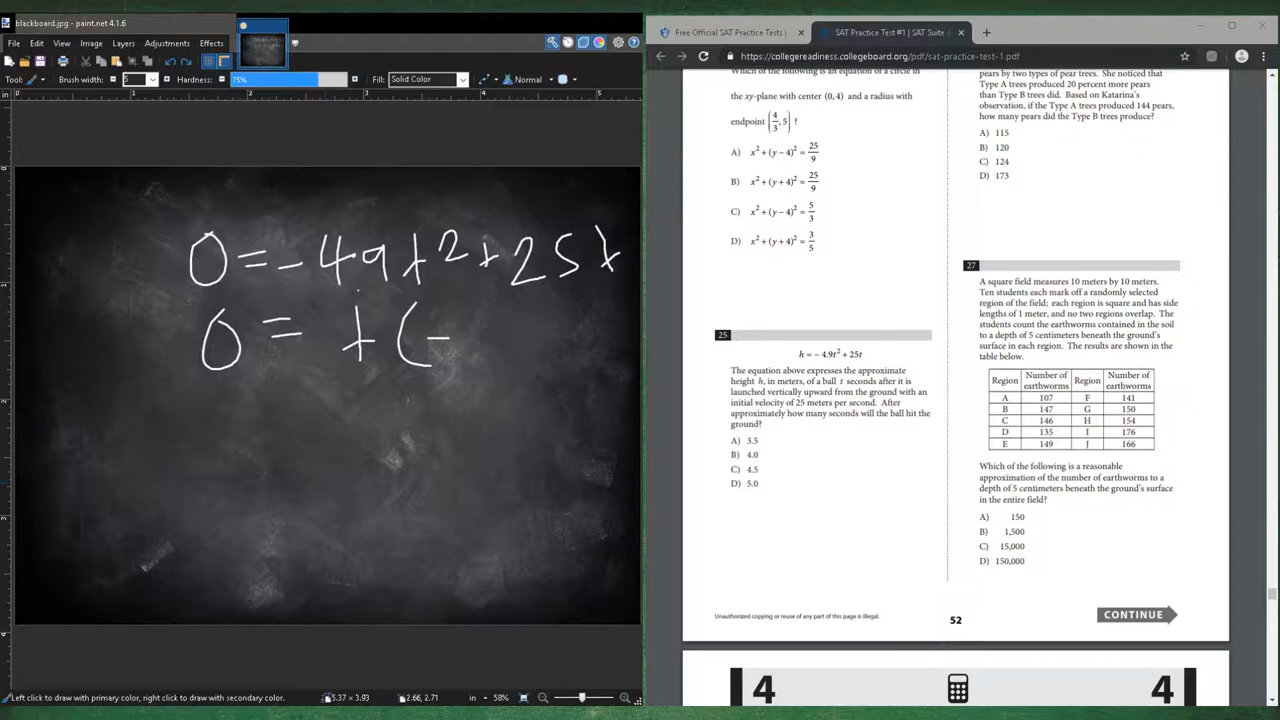 blackboard.jpg - paint.net 4.1.6
File Edit View Image Layers Adjustments Effects
Tool: Brush width: 5 Hardness: 75% Fill: Solid Color Normal
0 = -4.9t2+25t
0 = t(-
Left click to draw with primary color, right click to draw with secondary color.
5.37 × 3.93
2.66, 2.71
in 58%
Free Official SAT Practice Tests |
SAT Practice Test #1 | SAT Suite o
https://collegereadiness.collegeboard.org/pdf/sat-practice-test-1.pdf
Which of the following is an equation of a circle in
the xy-plane with center (0, 4) and a radius with
endpoint (4/3, 5) ?
A) x² + (y − 4)² = 25/9
B) x² + (y + 4)² = 25/9
C) x² + (y − 4)² = 5/3
D) x² + (y + 4)² = 3/5
25
h = − 4.9t² + 25t
The equation above expresses the approximate
height h, in meters, of a ball t seconds after it is
launched vertically upward from the ground with an
initial velocity of 25 meters per second. After
approximately how many seconds will the ball hit the
ground?
A) 3.5
B) 4.0
C) 4.5
D) 5.0
pears by two types of pear trees. She noticed that
Type A trees produced 20 percent more pears
than Type B trees did. Based on Katarina's
observation, if the Type A trees produced 144 pears,
how many pears did the Type B trees produce?
A) 115
B) 120
C) 124
D) 173
27
A square field measures 10 meters by 10 meters.
Ten students each mark off a randomly selected
region of the field; each region is square and has side
lengths of 1 meter, and no two regions overlap. The
students count the earthworms contained in the soil
to a depth of 5 centimeters beneath the ground's
surface in each region. The results are shown in the
table below.
Region Number of earthworms Region Number of earthworms
A 107 F 141
B 147 G 150
C 146 H 154
D 135 I 176
E 149 J 166
Which of the following is a reasonable
approximation of the number of earthworms to a
depth of 5 centimeters beneath the ground's surface
in the entire field?
A) 150
B) 1,500
C) 15,000
D) 150,000
Unauthorized copying or reuse of any part of this page is illegal.
52
CONTINUE
4 4